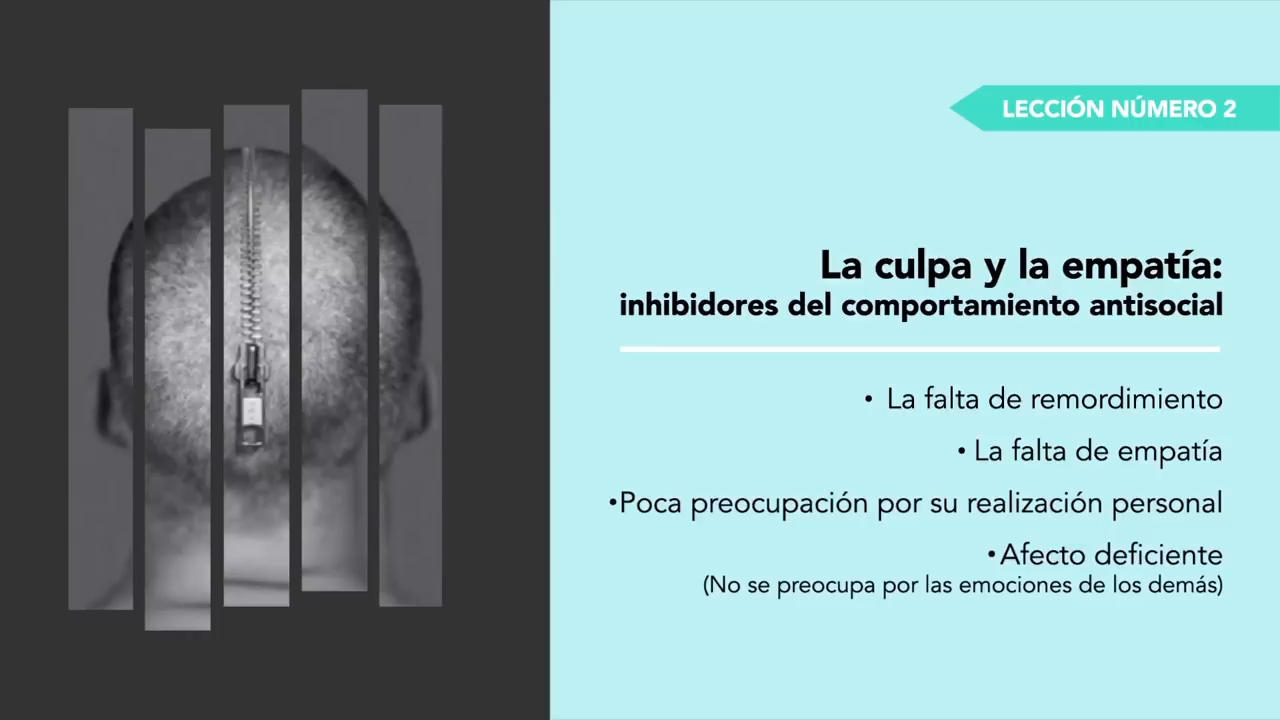 LECCIÓN NÚMERO 2
La culpa y la empatía:
inhibidores del comportamiento antisocial
• La falta de remordimiento
• La falta de empatía
•Poca preocupación por su realización personal
•Afecto deficiente
(No se preocupa por las emociones de los demás)